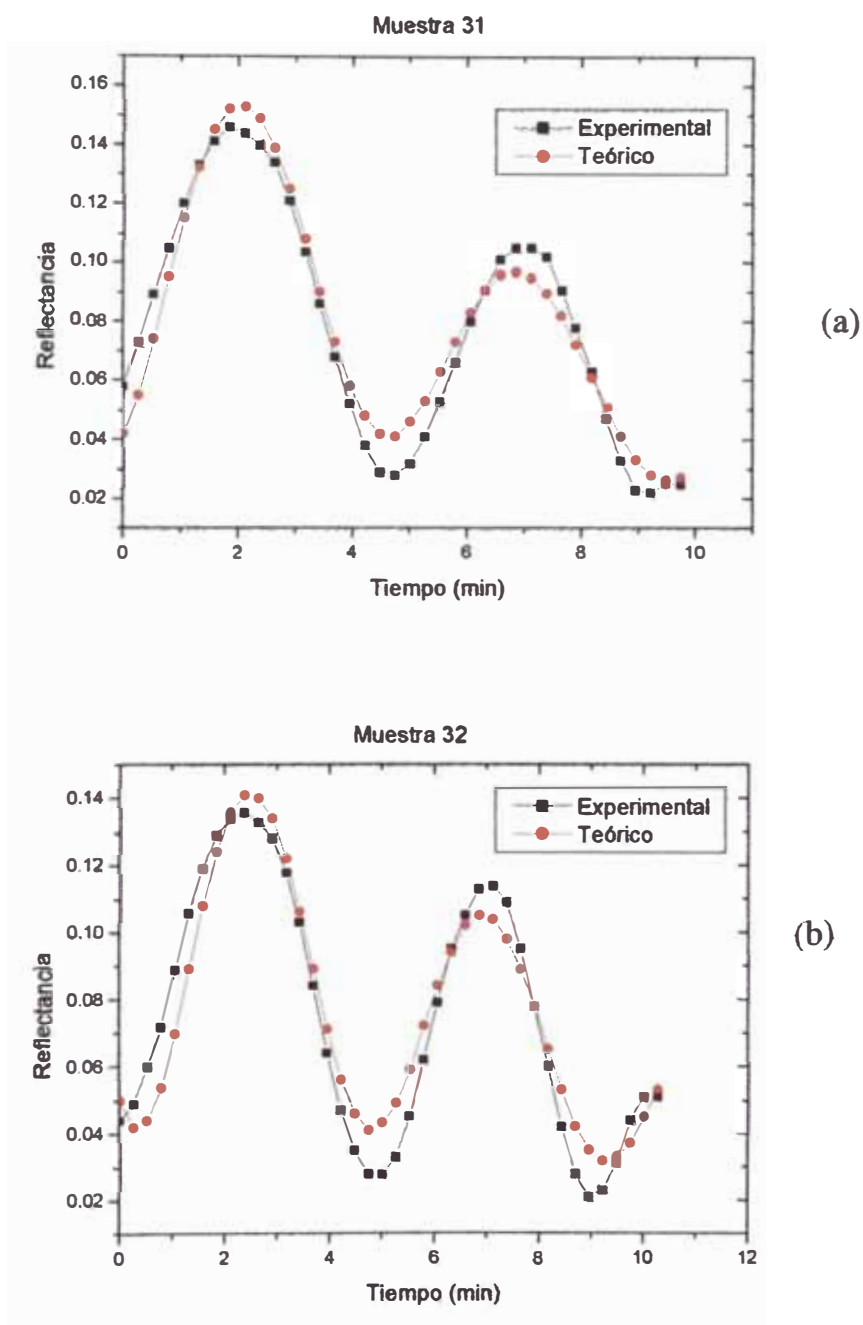 Muestra 31
0.16
0.14
0.12
0.10
0.08
0.06
0.04
0.02
Reflectancia
Experimental
Teórico
0 2 4 6 8 10
Tiempo (min)
(a)
Muestra 32
0.14
0.12
0.10
0.08
0.06
0.04
0.02
Reflectancia
Experimental
Teórico
0 2 4 6 8 10 12
Tiempo (min)
(b)